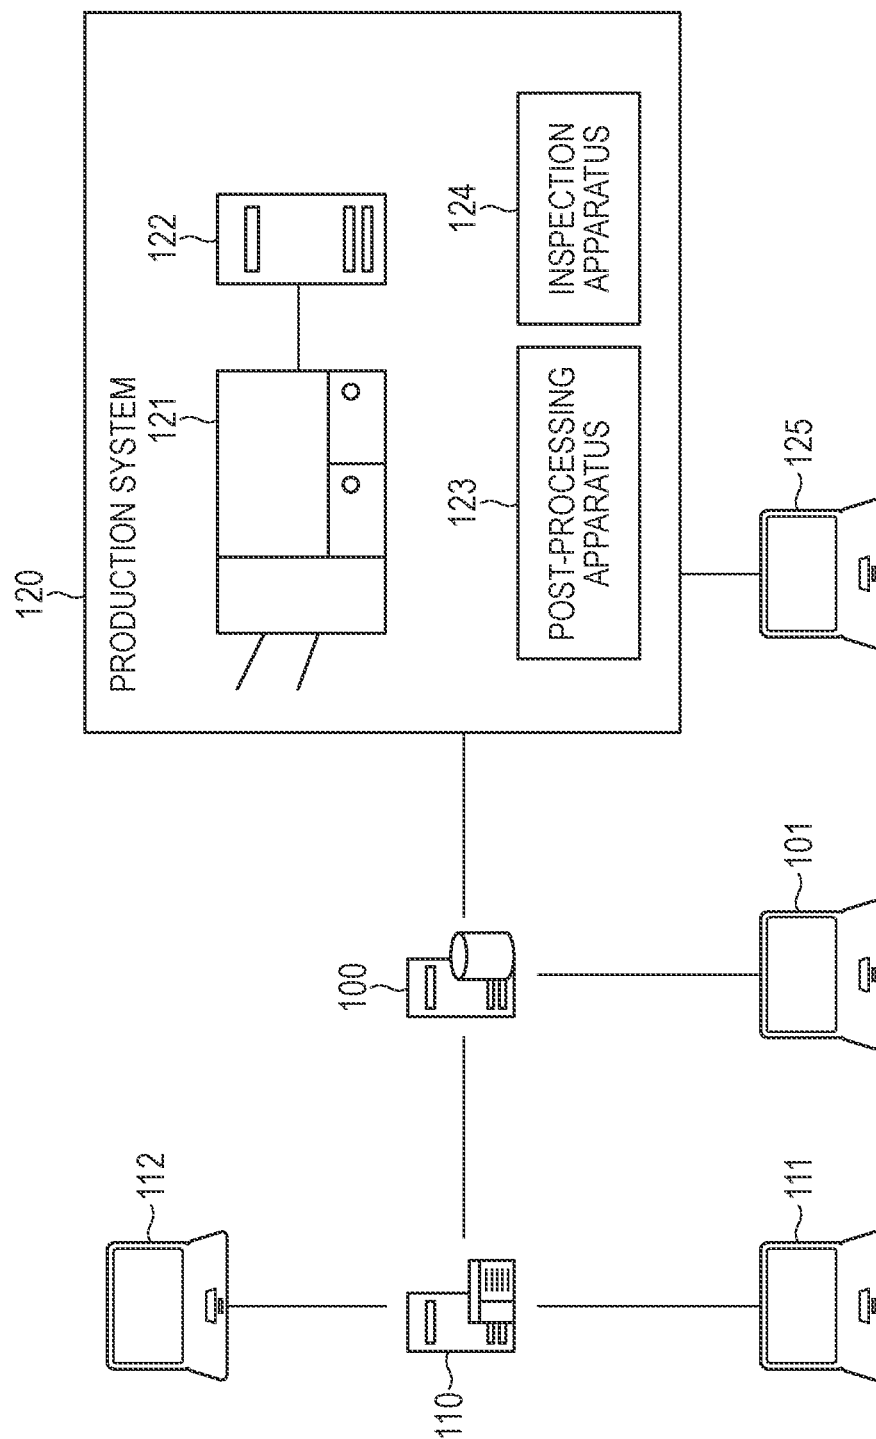 120
PRODUCTION SYSTEM
121
122
123
POST-PROCESSING
APPARATUS
124
INSPECTION
APPARATUS
112
100
110
111
101
125